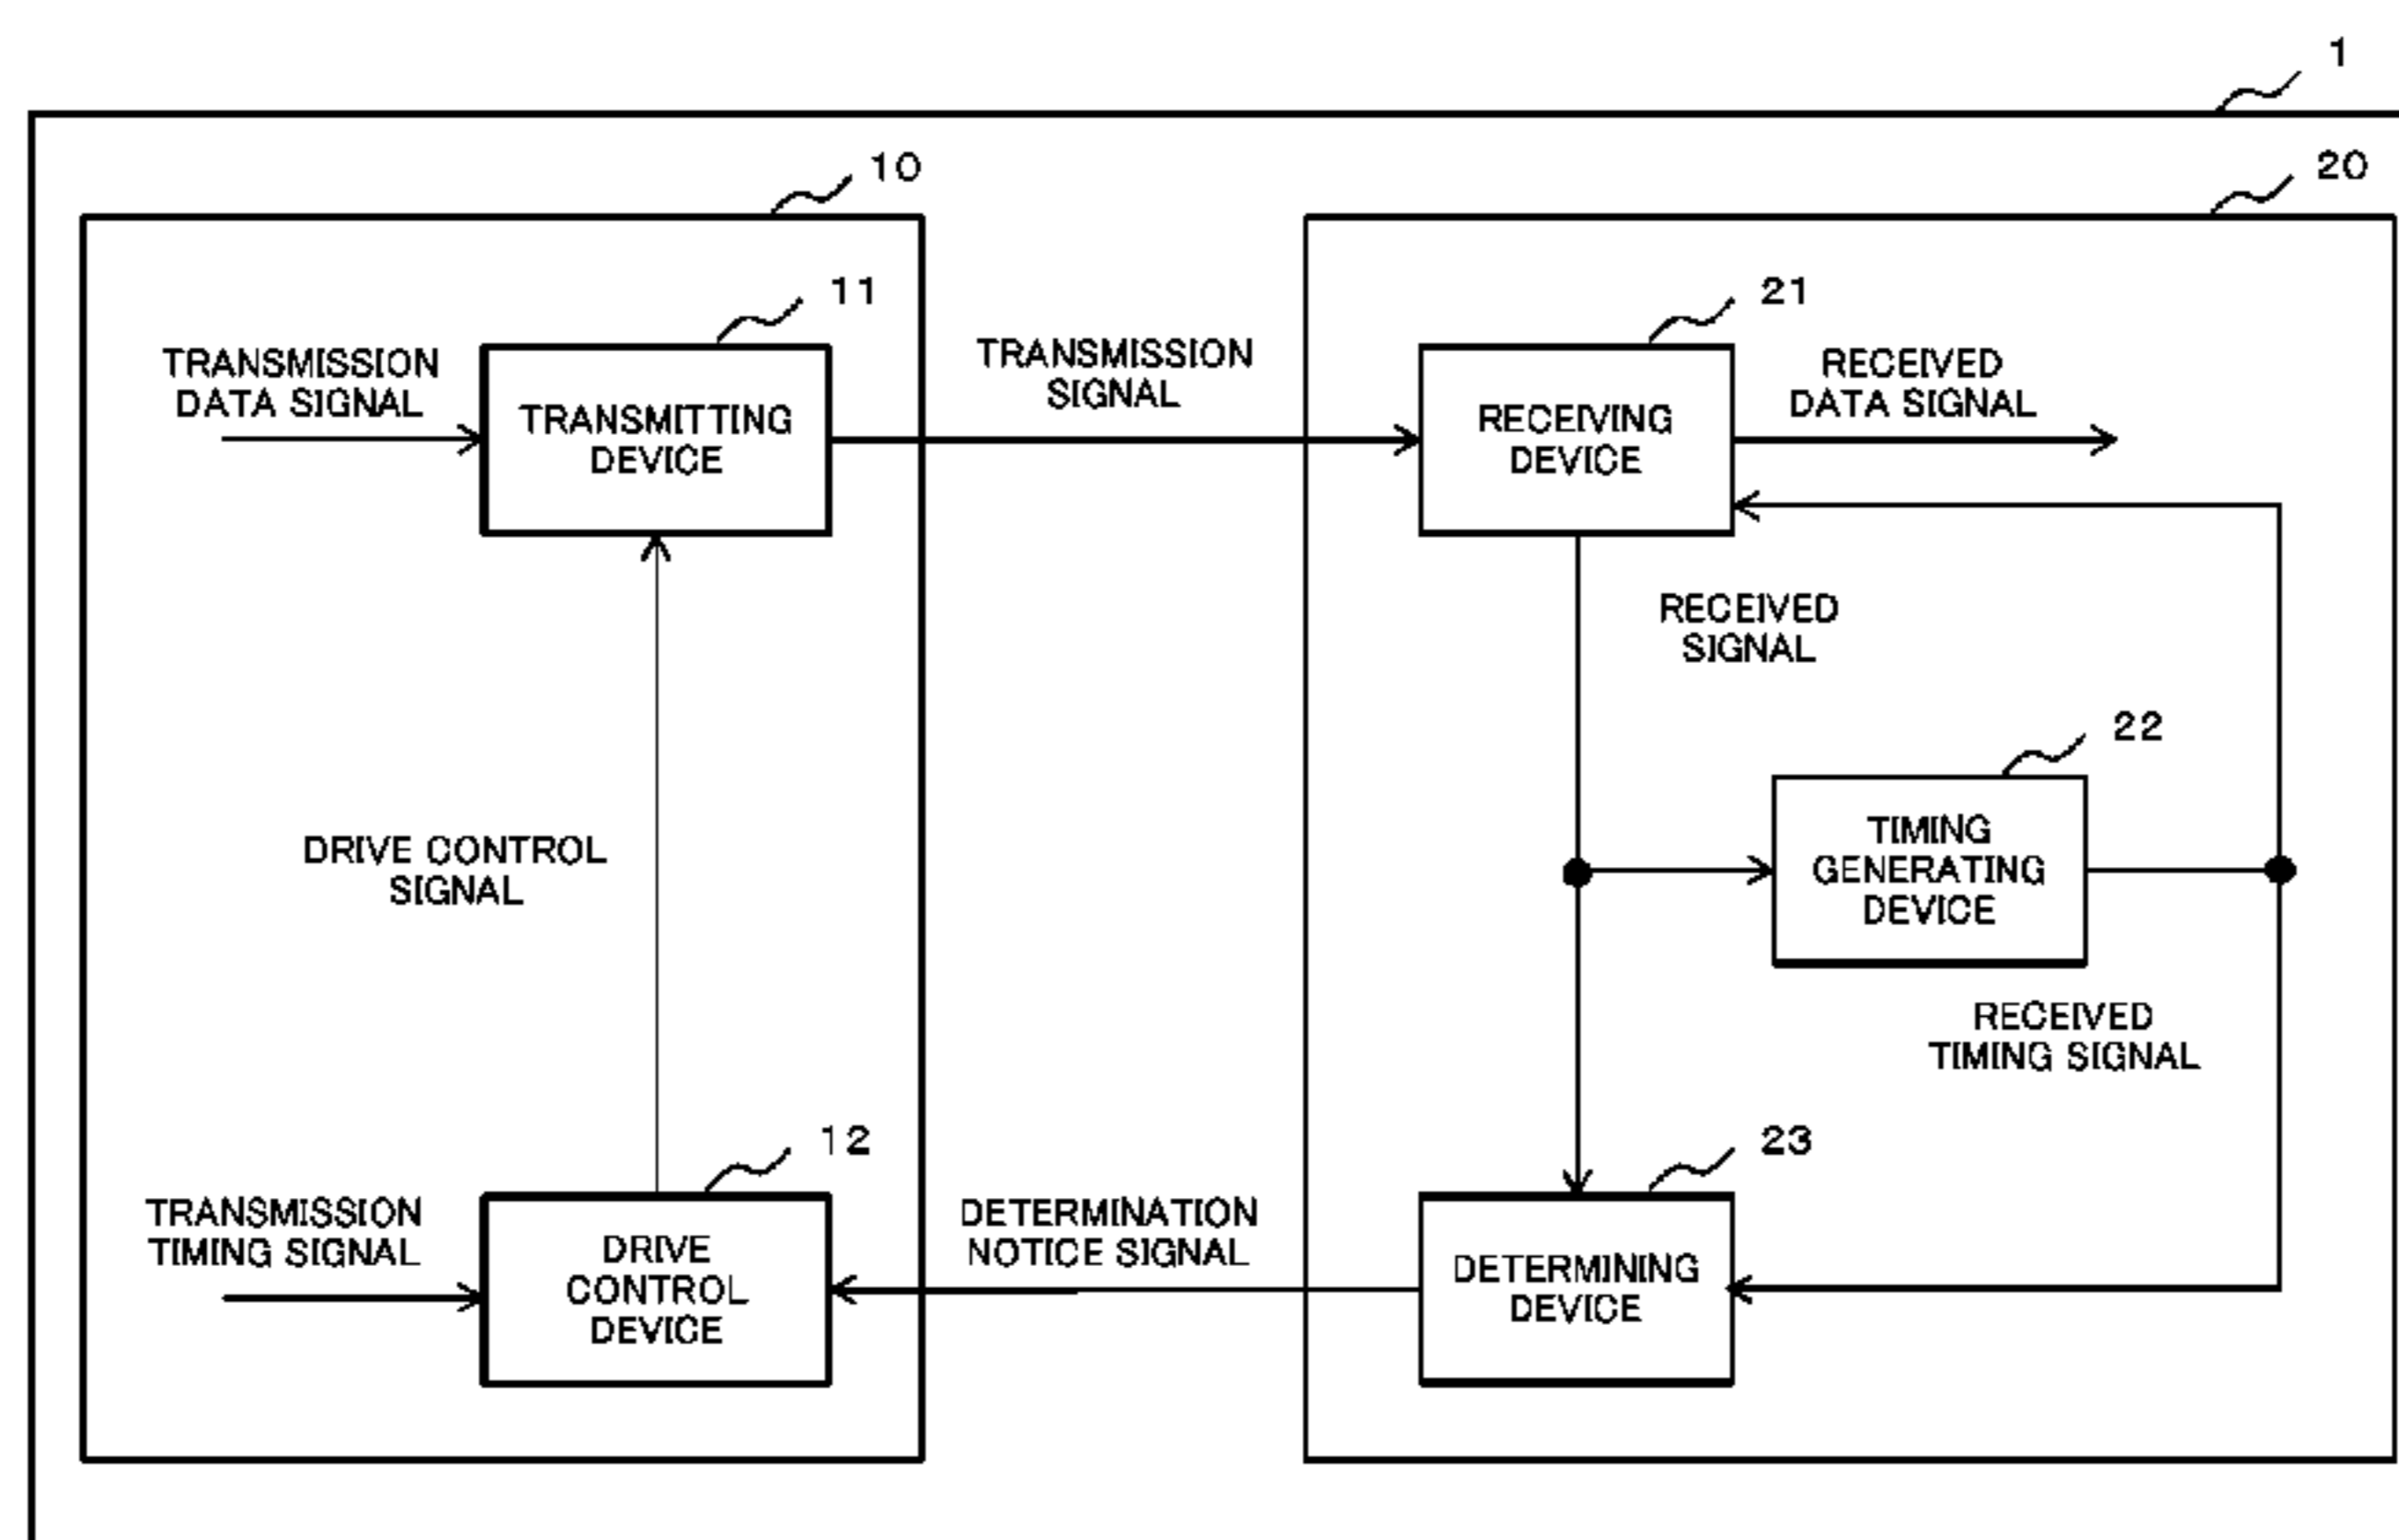 1
10
20
11
21
TRANSMISSION
DATA SIGNAL
TRANSMITTING
DEVICE
TRANSMISSION
SIGNAL
RECEIVING
DEVICE
RECEIVED
DATA SIGNAL
RECEIVED
SIGNAL
22
DRIVE CONTROL
SIGNAL
TIMING
GENERATING
DEVICE
RECEIVED
TIMING SIGNAL
12
23
TRANSMISSION
TIMING SIGNAL
DRIVE
CONTROL
DEVICE
DETERMINATION
NOTICE SIGNAL
DETERMINING
DEVICE